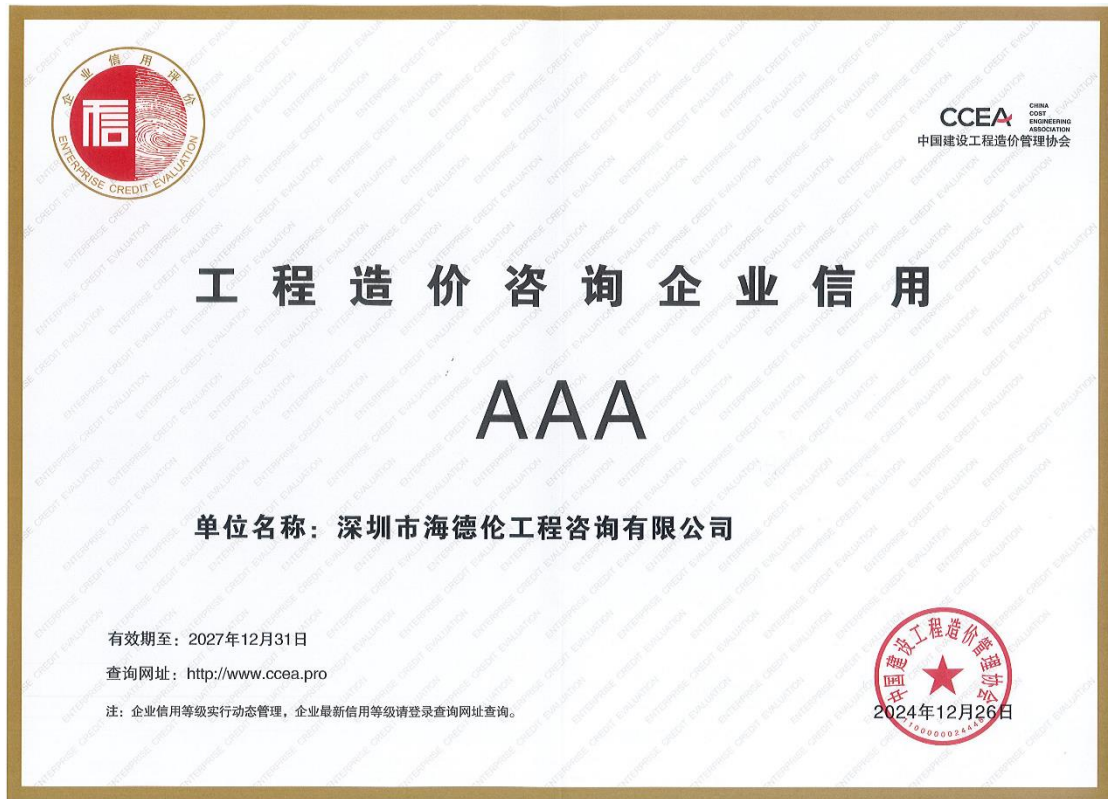 企业信用评价
信
ENTERPRISE CREDIT EVALUATION
CCEA
CHINA
COST
ENGINEERING
ASSOCIATION
中国建设工程造价管理协会
工程造价咨询企业信用
AAA
单位名称：深圳市海德伦工程咨询有限公司
有效期至：2027年12月31日
查询网址：http://www.ccea.pro
注：企业信用等级实行动态管理，企业最新信用等级请登录查询网址查询。
中国建设工程造价管理协会
2024年12月26日